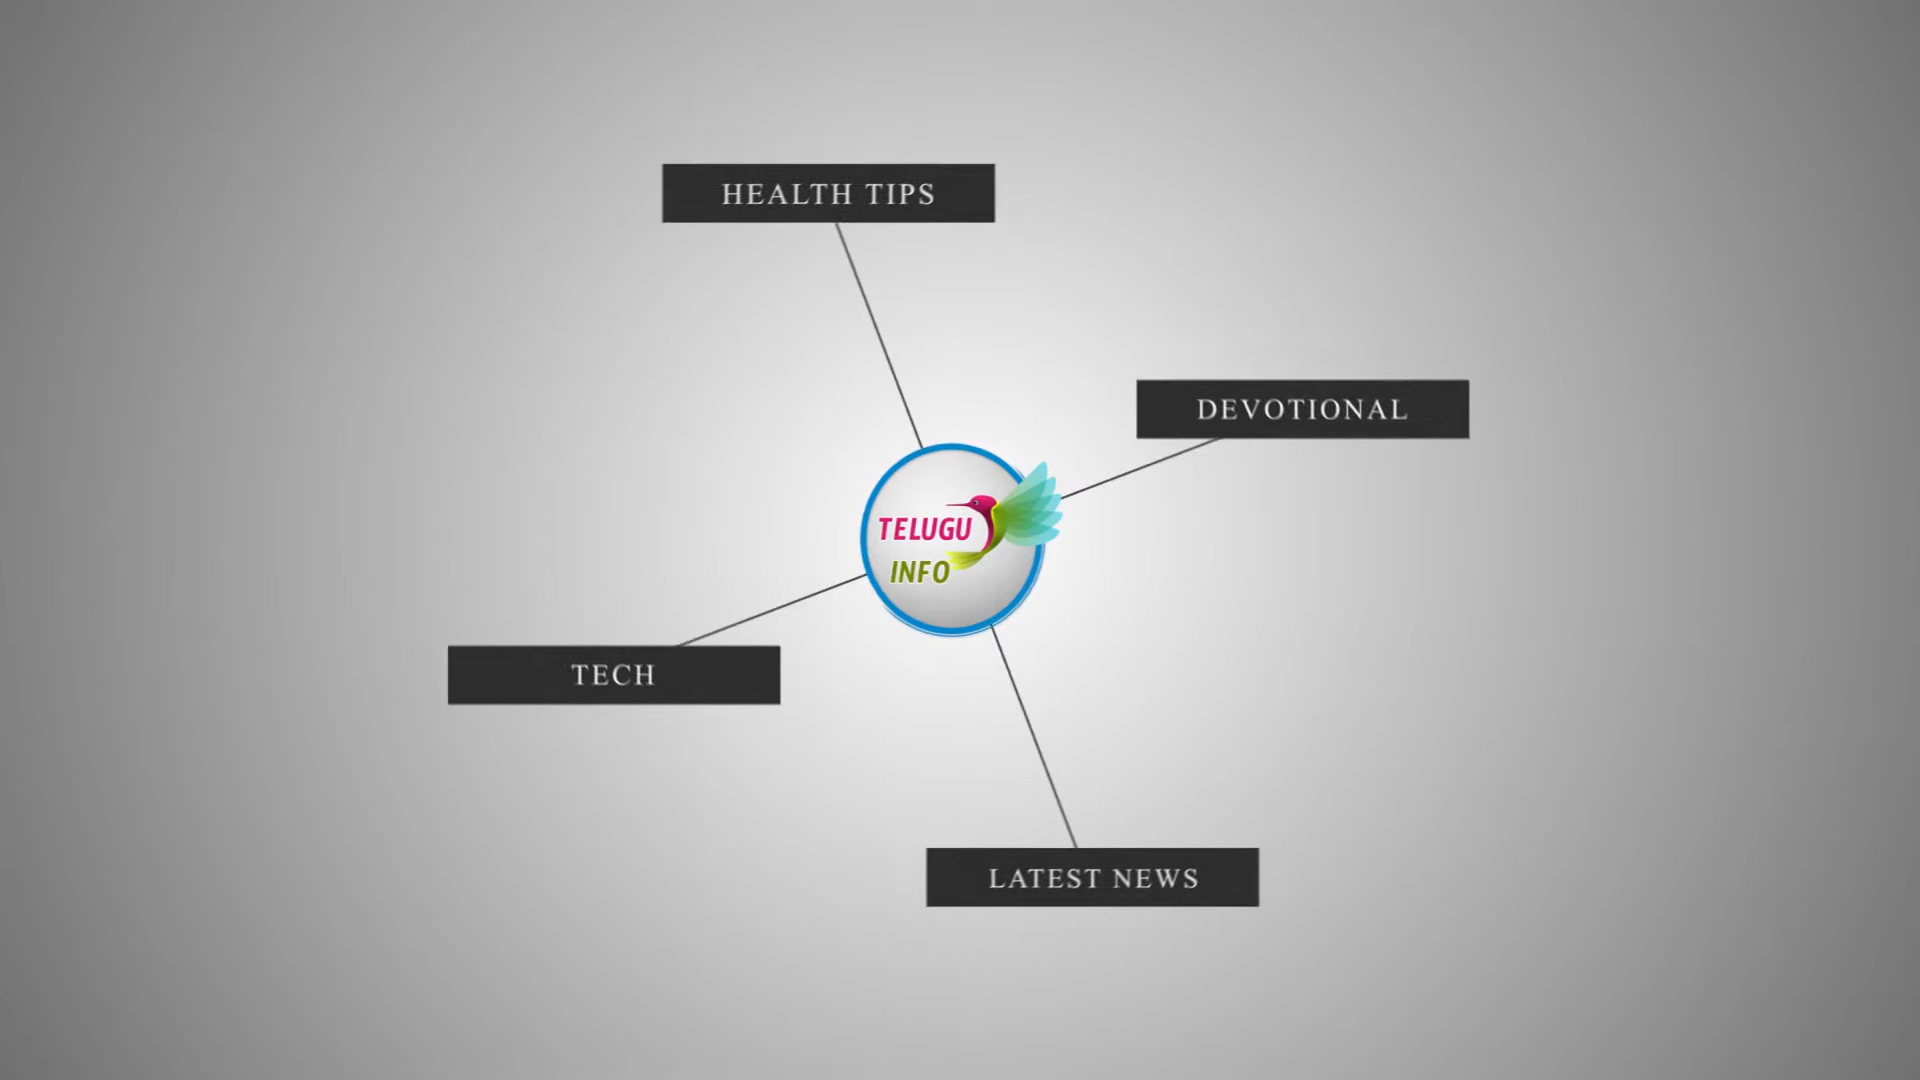 HEALTH TIPS
DEVOTIONAL
TELUGU
INFO
TECH
LATEST NEWS